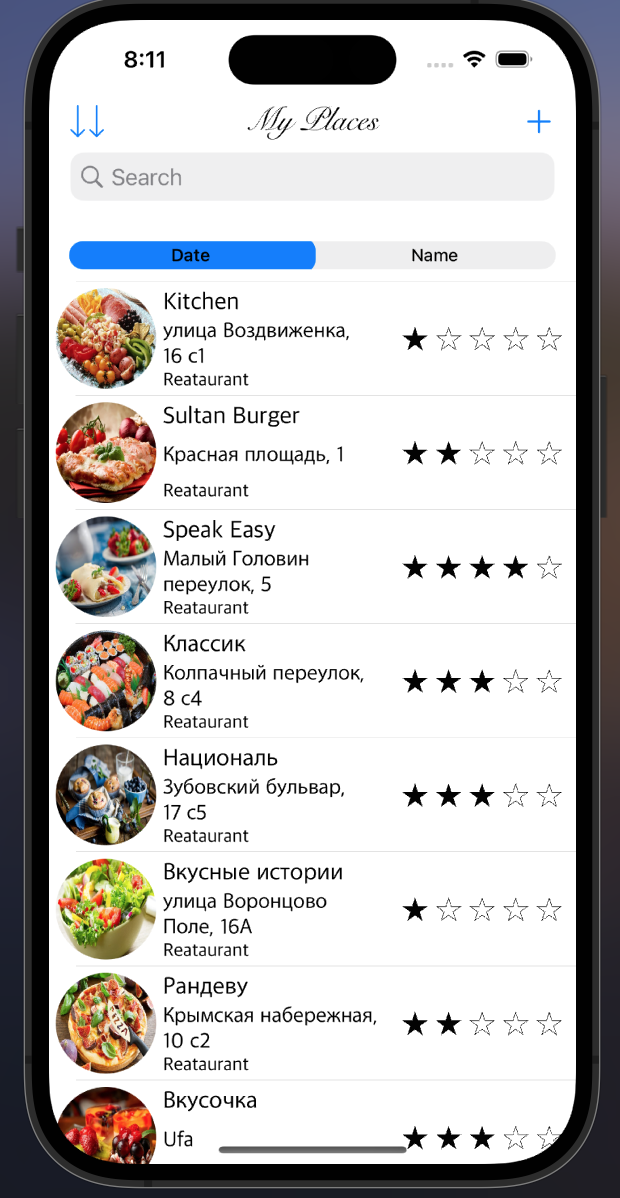 8:11
My Places
Search
Date Name
Kitchen
улица Воздвиженка,
16 с1
Reataurant
Sultan Burger
Красная площадь, 1
Reataurant
Speak Easy
Малый Головин
переулок, 5
Reataurant
Классик
Колпачный переулок,
8 с4
Reataurant
Националь
Зубовский бульвар,
17 с5
Reataurant
Вкусные истории
улица Воронцово
Поле, 16А
Reataurant
Рандеву
Крымская набережная,
10 с2
Reataurant
Вкусочка
Ufa